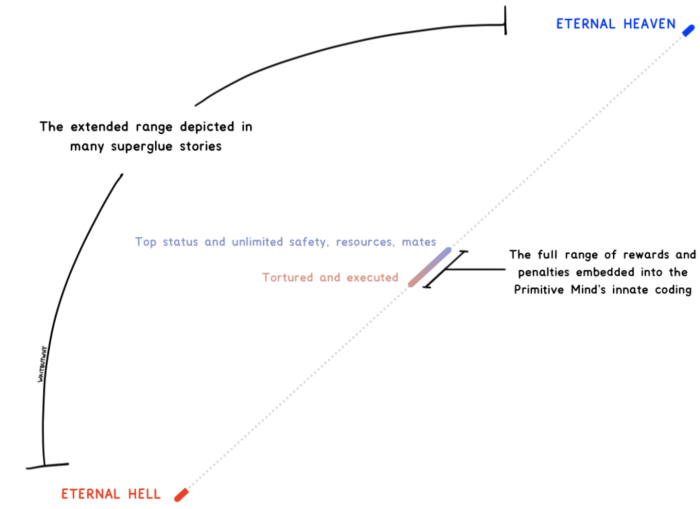 ETERNAL HEAVEN
The extended range depicted in
many superglue stories
Top status and unlimited safety, resources, mates
Tortured and executed
The full range of rewards and
penalties embedded into the
Primitive Mind's innate coding
WAITBUTWHY
ETERNAL HELL